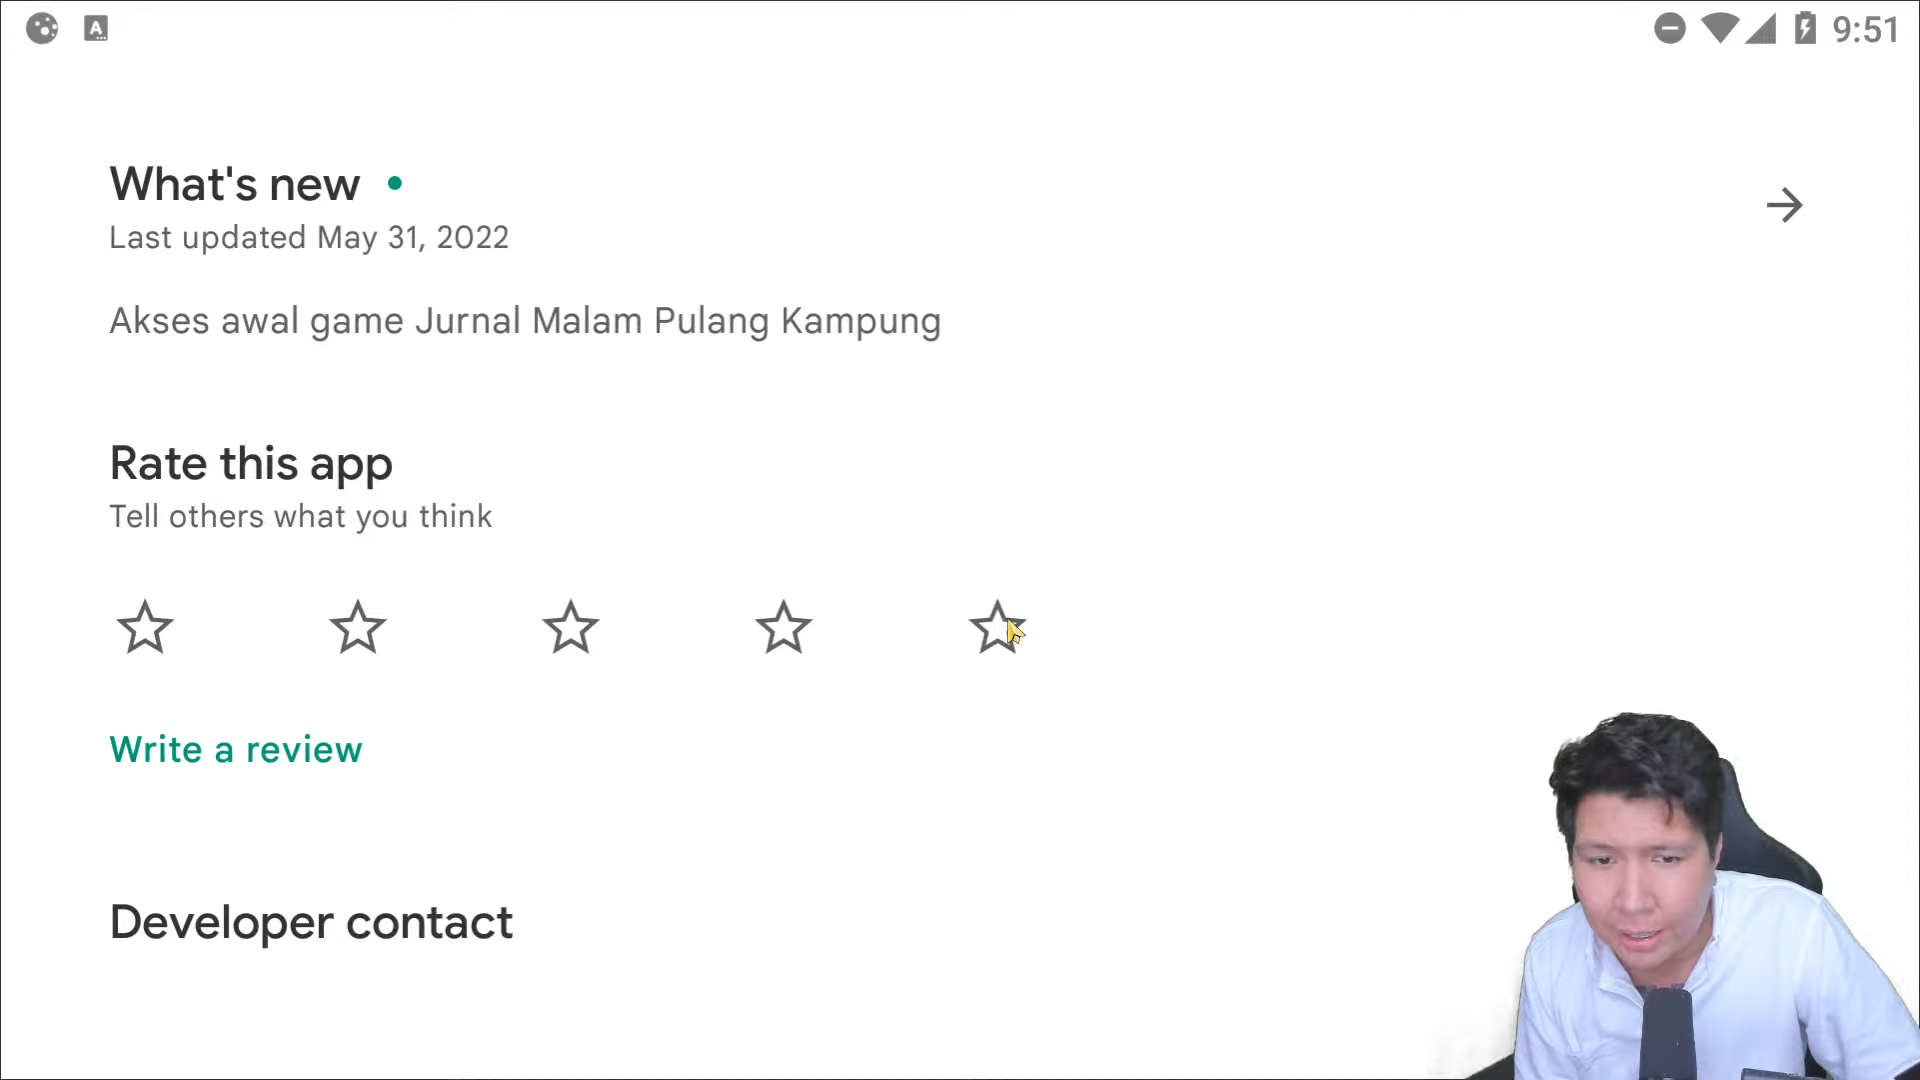 A
9:51
What's new
Last updated May 31, 2022
Akses awal game Jurnal Malam Pulang Kampung
Rate this app
Tell others what you think
Write a review
Developer contact